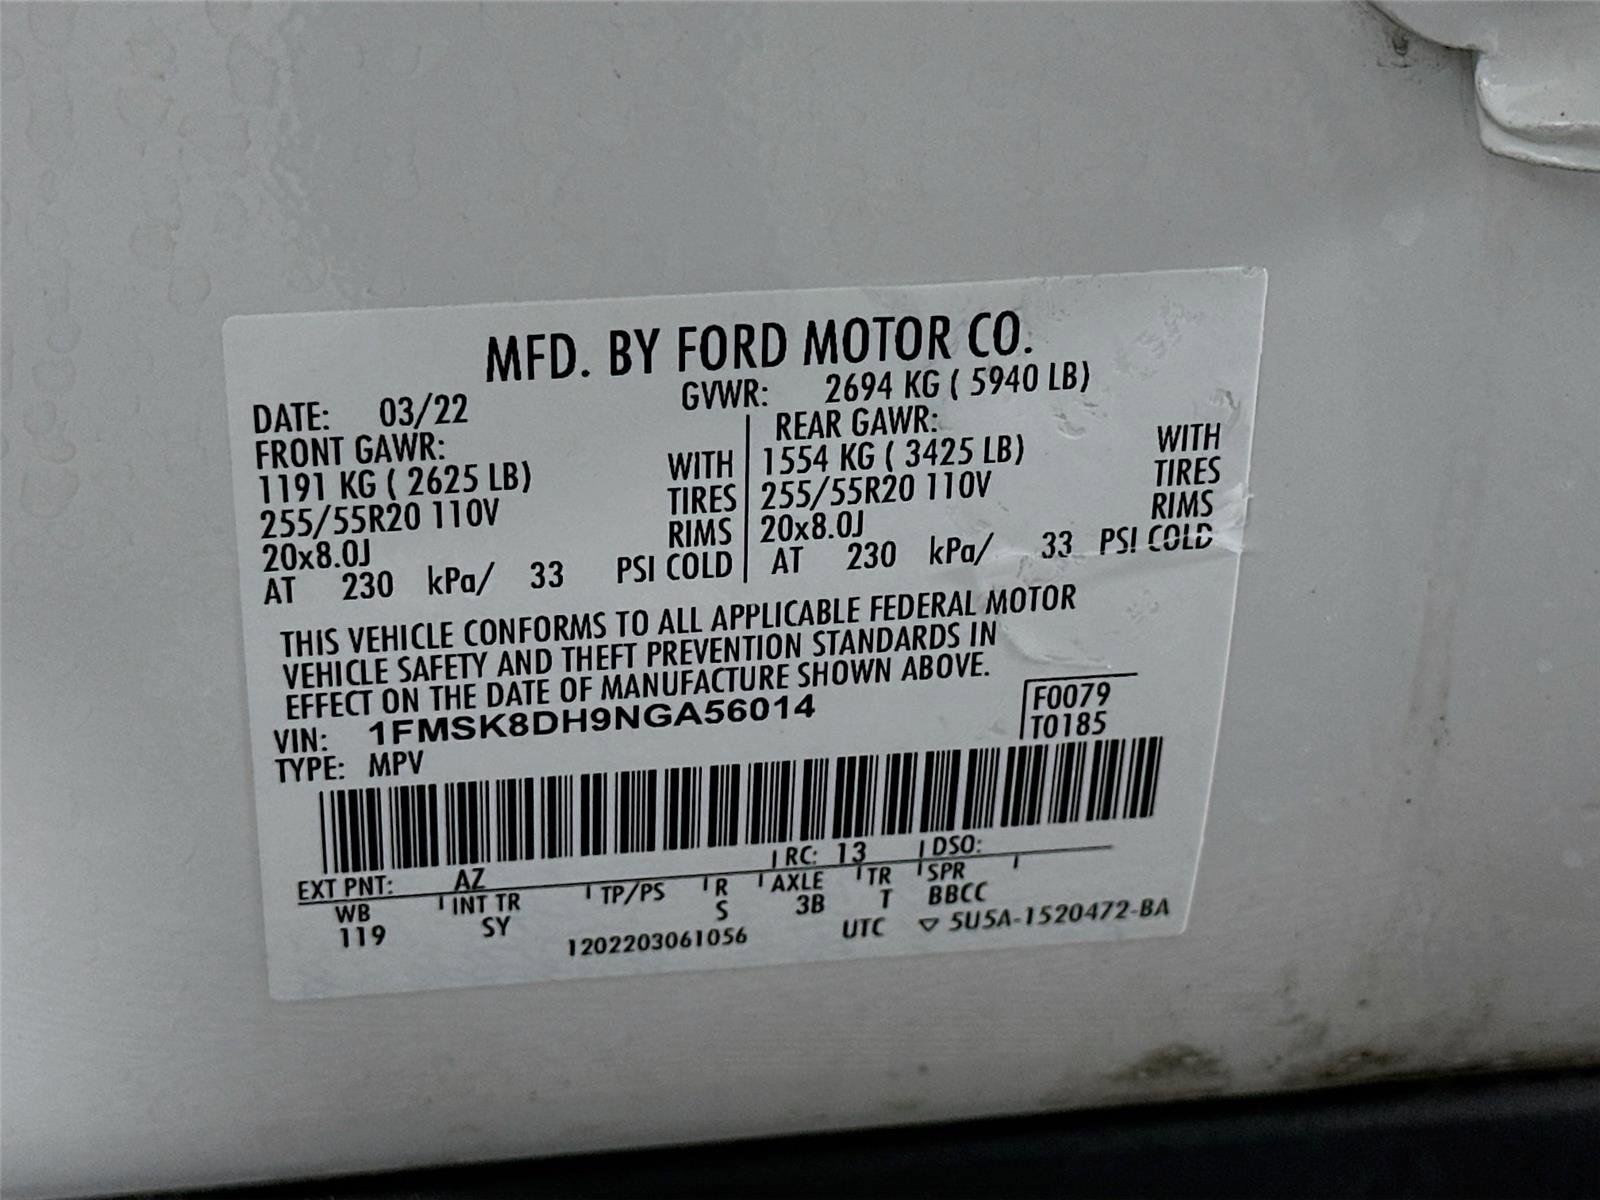 MFD. BY FORD MOTOR CO.
DATE: 03/22 GVWR: 2694 KG ( 5940 LB)
FRONT GAWR: REAR GAWR:
1191 KG ( 2625 LB) WITH 1554 KG ( 3425 LB) WITH
255/55R20 110V TIRES 255/55R20 110V TIRES
20x8.0J RIMS 20x8.0J RIMS
AT 230 kPa/ 33 PSI COLD AT 230 kPa/ 33 PSI COLD
THIS VEHICLE CONFORMS TO ALL APPLICABLE FEDERAL MOTOR
VEHICLE SAFETY AND THEFT PREVENTION STANDARDS IN
EFFECT ON THE DATE OF MANUFACTURE SHOWN ABOVE.
VIN: 1FMSK8DH9NGA56014 F0079
TYPE: MPV T0185
EXT PNT: AZ RC: 13 DSO:
WB INT TR TP/PS R AXLE TR SPR
119 SY S 3B T BBCC
1202203061056 UTC ▽ 5U5A-1520472-BA